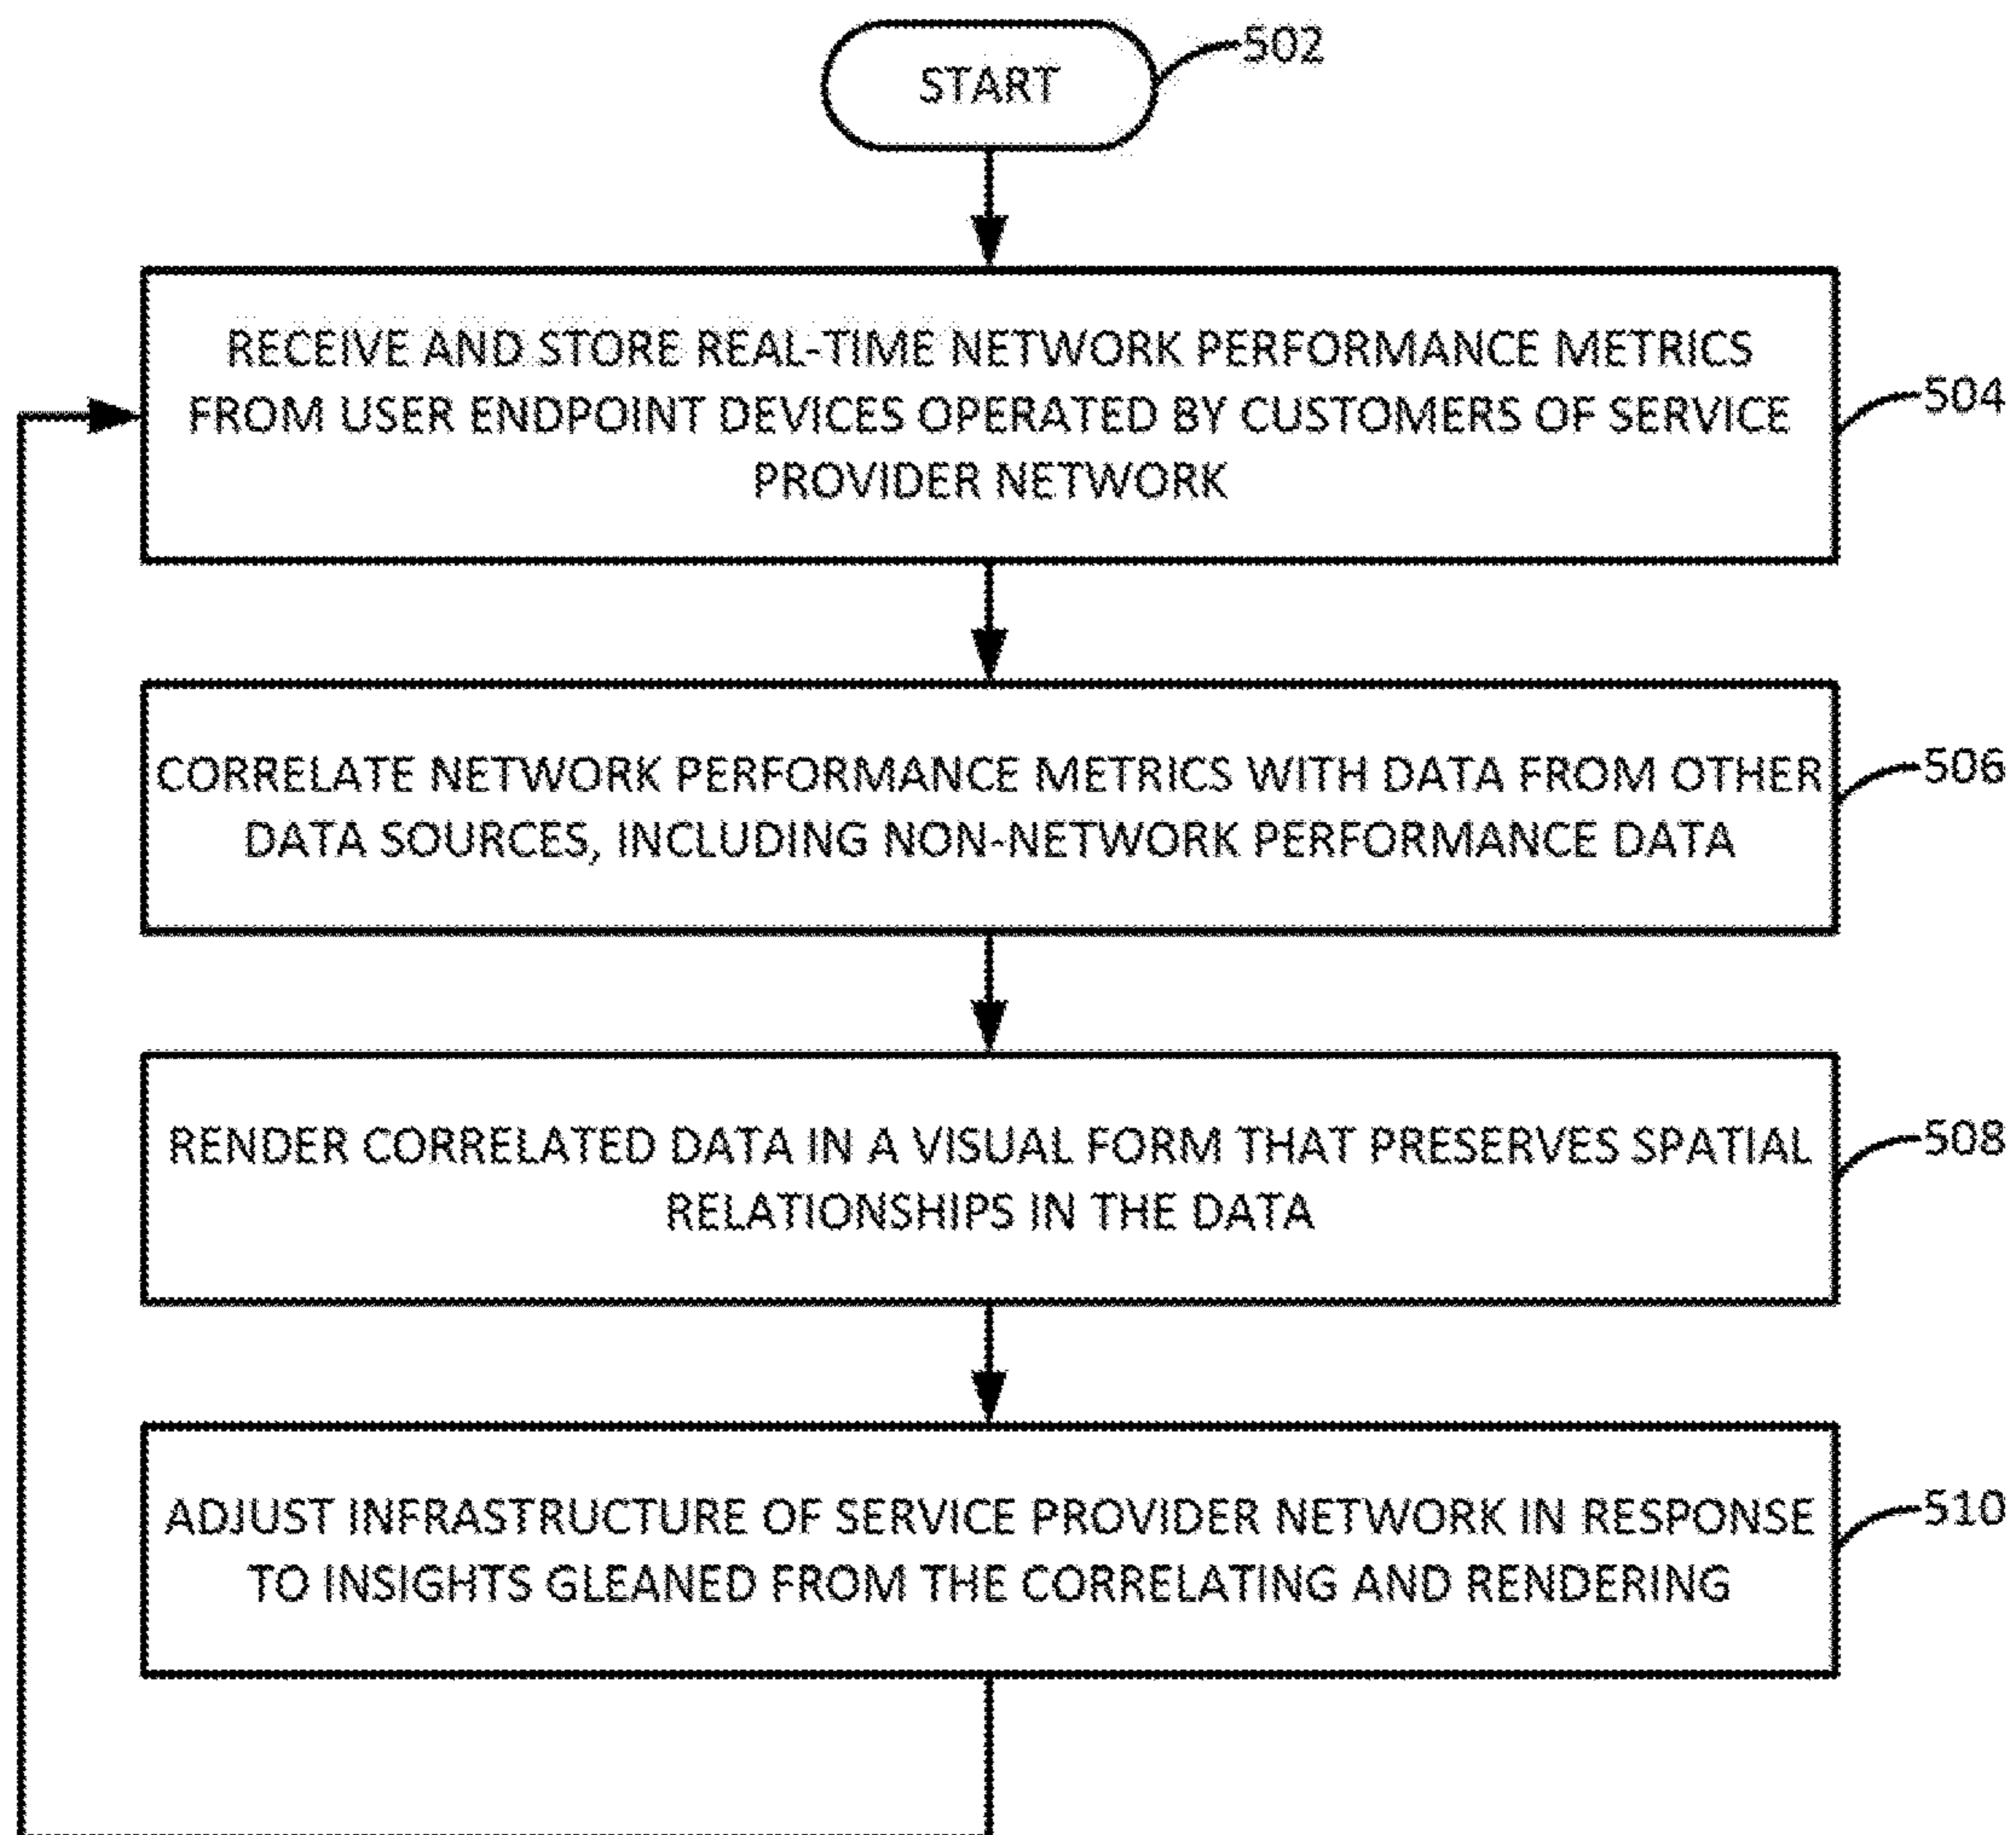 START
502
RECEIVE AND STORE REAL-TIME NETWORK PERFORMANCE METRICS
FROM USER ENDPOINT DEVICES OPERATED BY CUSTOMERS OF SERVICE
PROVIDER NETWORK
504
CORRELATE NETWORK PERFORMANCE METRICS WITH DATA FROM OTHER
DATA SOURCES, INCLUDING NON-NETWORK PERFORMANCE DATA
506
RENDER CORRELATED DATA IN A VISUAL FORM THAT PRESERVES SPATIAL
RELATIONSHIPS IN THE DATA
508
ADJUST INFRASTRUCTURE OF SERVICE PROVIDER NETWORK IN RESPONSE
TO INSIGHTS GLEANED FROM THE CORRELATING AND RENDERING
510